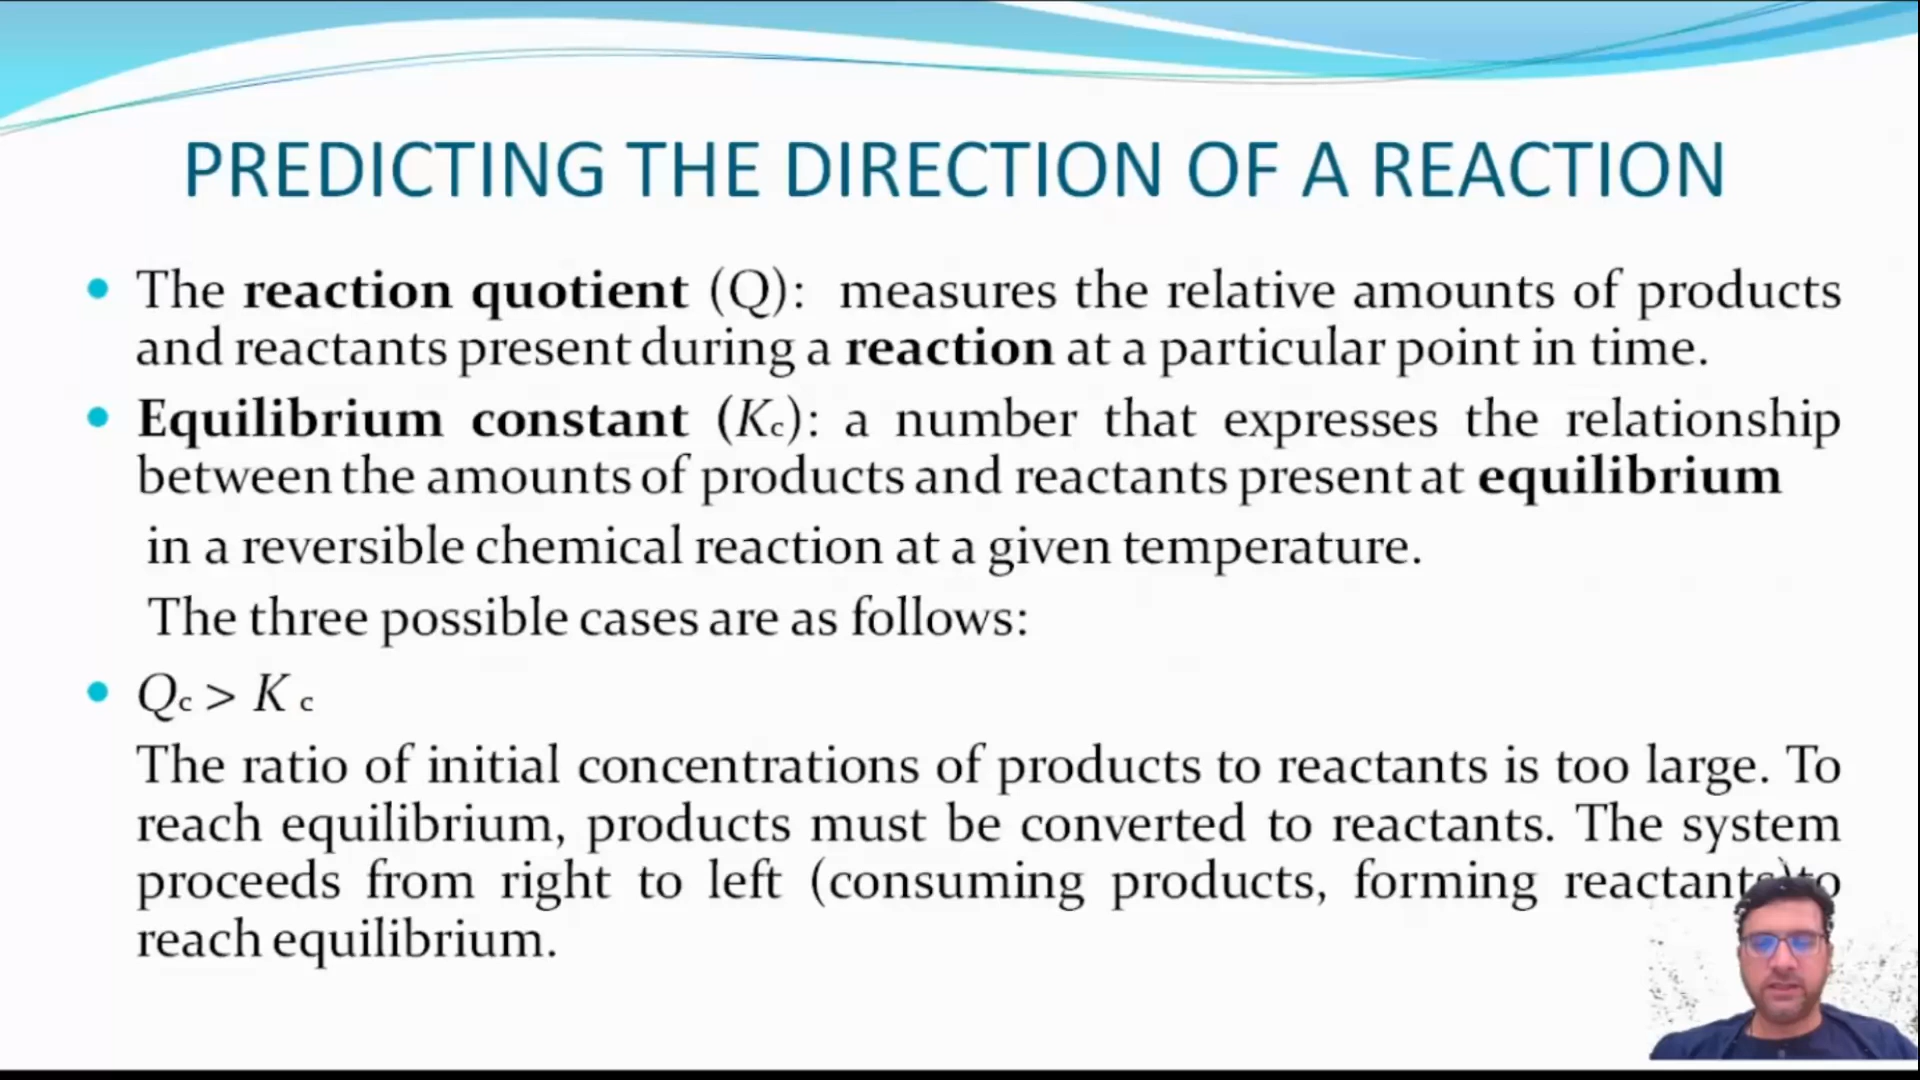 PREDICTING THE DIRECTION OF A REACTION
• The reaction quotient (Q): measures the relative amounts of products
and reactants present during a reaction at a particular point in time.
• Equilibrium constant (Kc): a number that expresses the relationship
between the amounts of products and reactants present at equilibrium
in a reversible chemical reaction at a given temperature.
The three possible cases are as follows:
• Qc > K c
The ratio of initial concentrations of products to reactants is too large. To
reach equilibrium, products must be converted to reactants. The system
proceeds from right to left (consuming products, forming reactants)to
reach equilibrium.